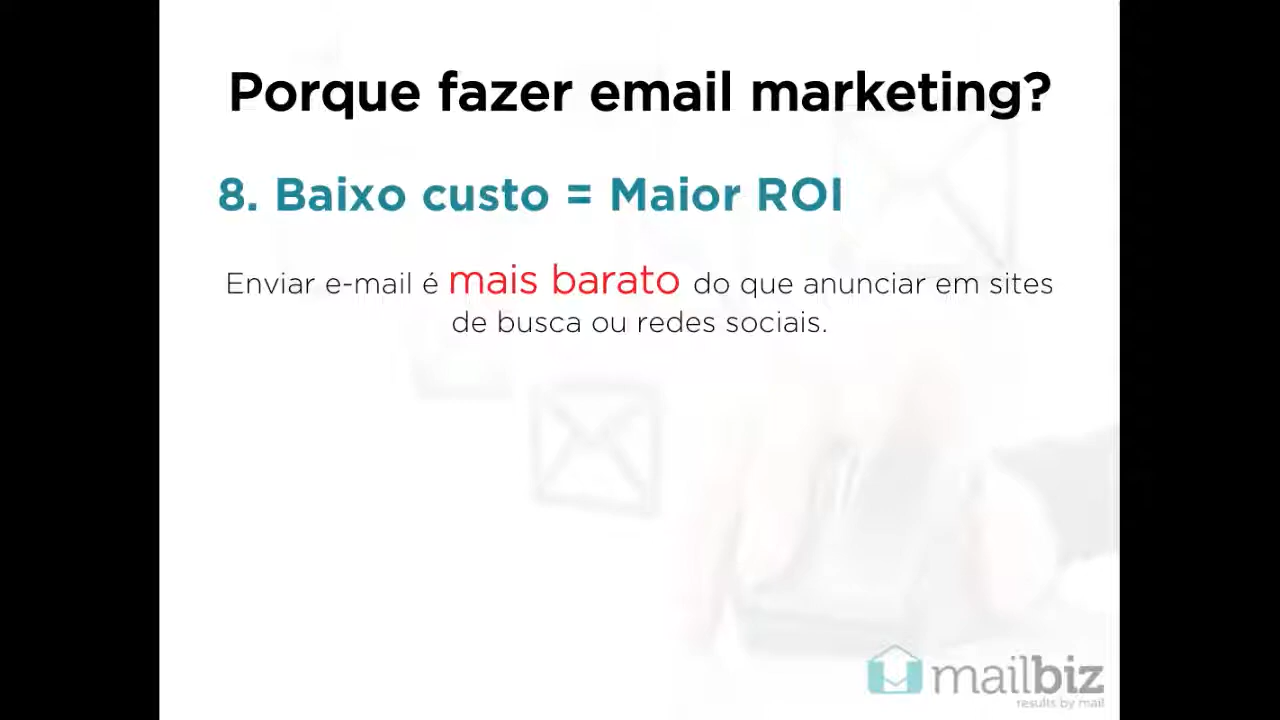 Porque fazer email marketing?
8. Baixo custo = Maior ROI
Enviar e-mail é mais barato do que anunciar em sites
de busca ou redes sociais.
mailbiz
results by mail